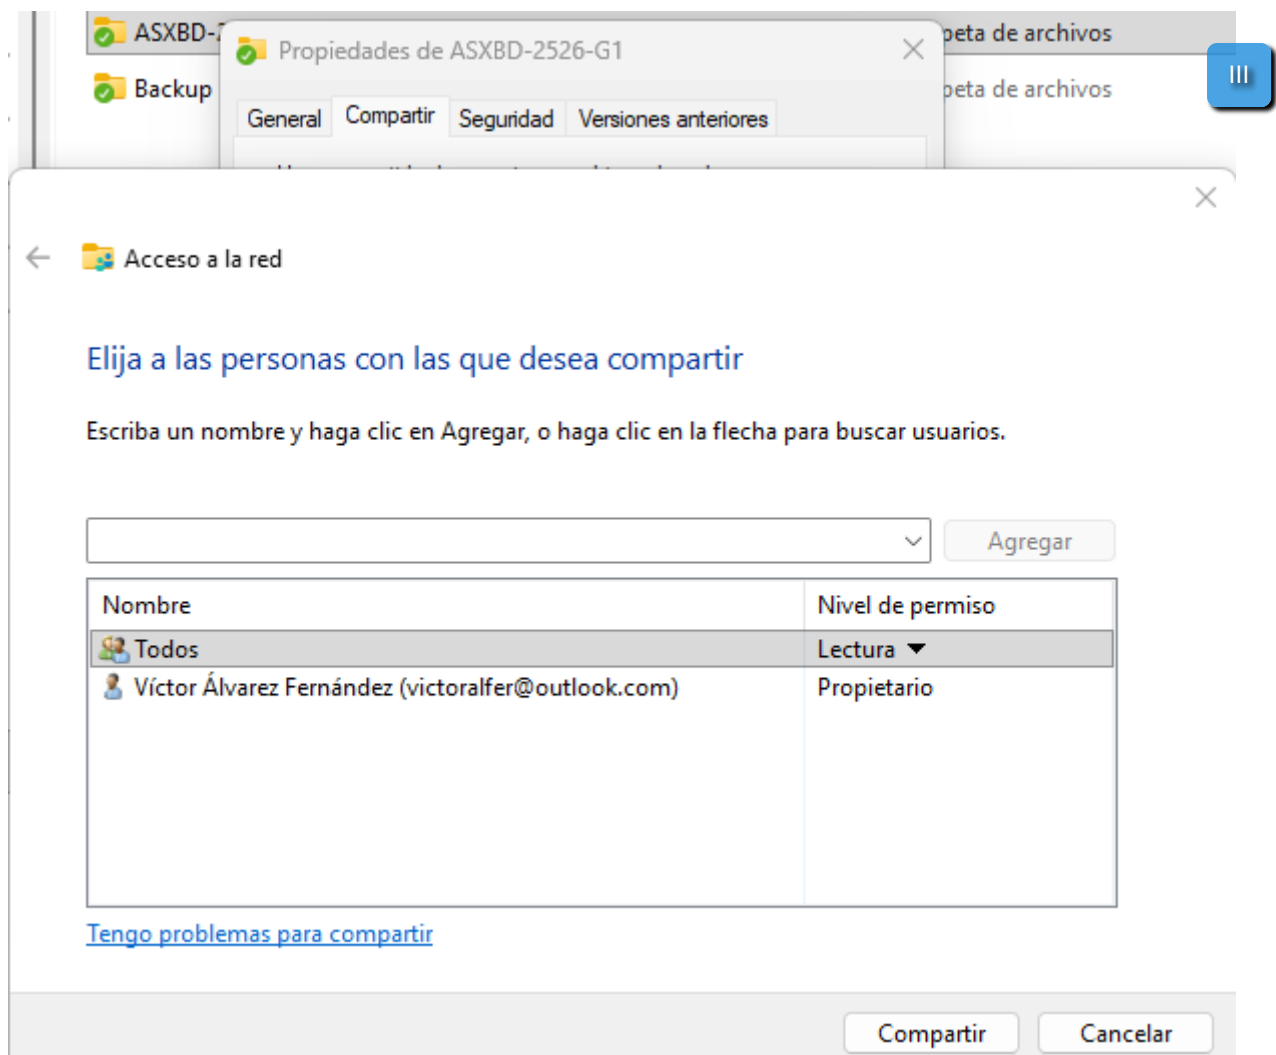 ASXBD-2
Propiedades de ASXBD-2526-G1
peta de archivos
Backup
peta de archivos
General Compartir Seguridad Versiones anteriores
Acceso a la red
Elija a las personas con las que desea compartir
Escriba un nombre y haga clic en Agregar, o haga clic en la flecha para buscar usuarios.
Agregar
Nombre Nivel de permiso
Todos Lectura
Víctor Álvarez Fernández (victoralfer@outlook.com) Propietario
Tengo problemas para compartir
Compartir Cancelar